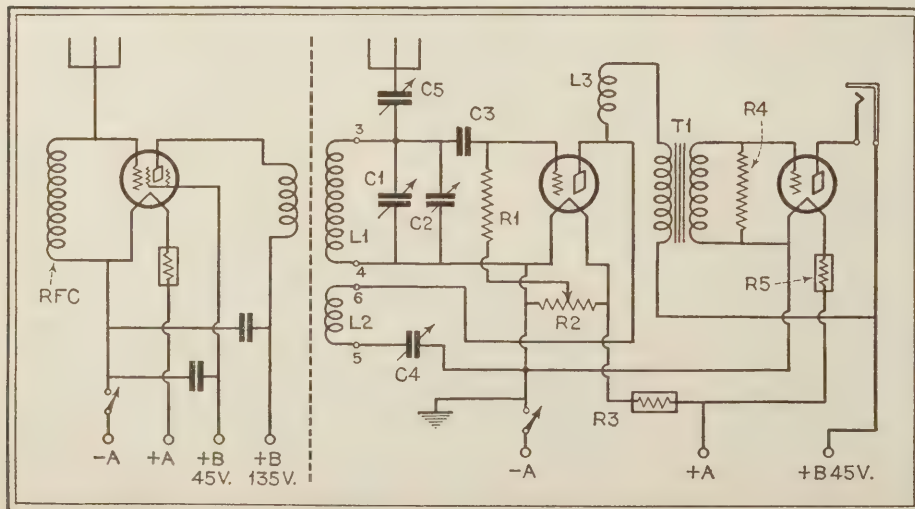 RFC
-A
+A
+B
45V.
+B
135V.
C5
3
C3
C1
C2
R1
L1
4
6
L2
5
C4
R2
R3
L3
T1
R4
R5
-A
+A
+B 45V.